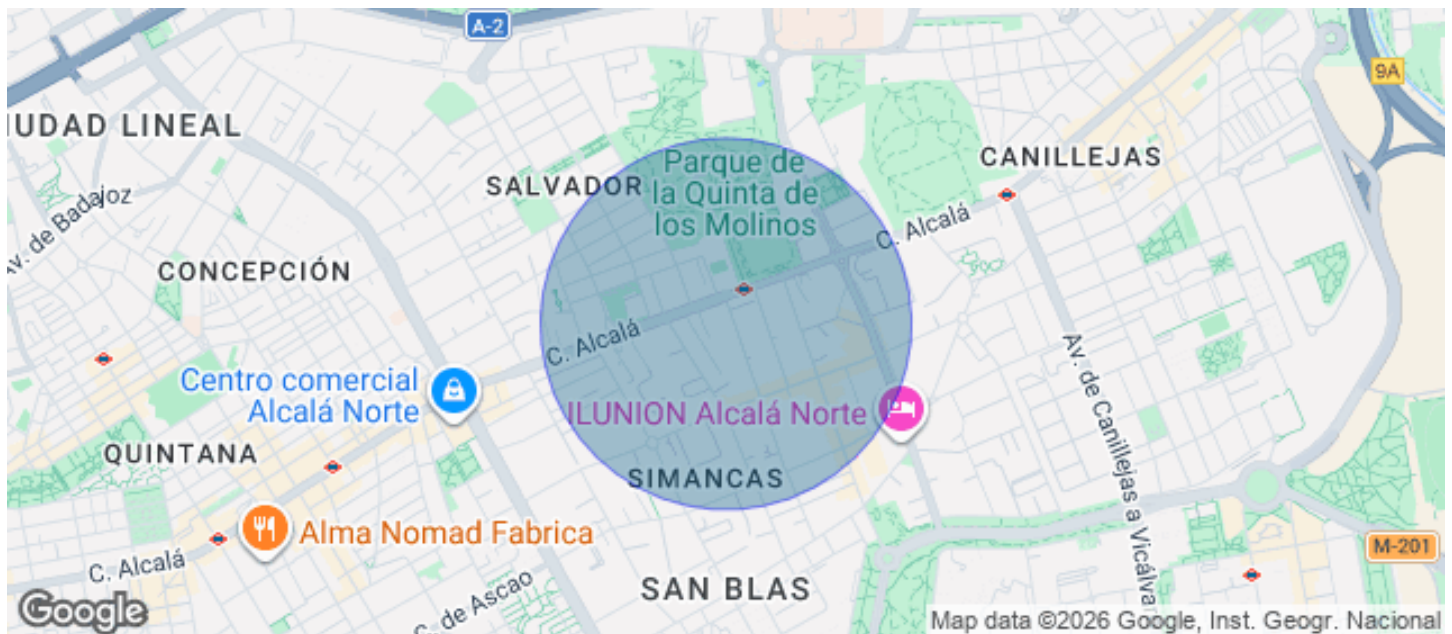 A-2
9A
IUDAD LINEAL
CANILLEJAS
Parque de
la Quinta de
los Molinos
SALVADOR
Av. de Badajoz
C. Alcalá
CONCEPCIÓN
C. Alcalá
Centro comercial
Alcalá Norte
ILUNION Alcalá Norte
Av. de Canillejas a Vicálva
QUINTANA
SIMANCAS
Alma Nomad Fabrica
M-201
C. Alcalá
SAN BLAS
C. de Ascao
Google
Map data ©2026 Google, Inst. Geogr. Nacional